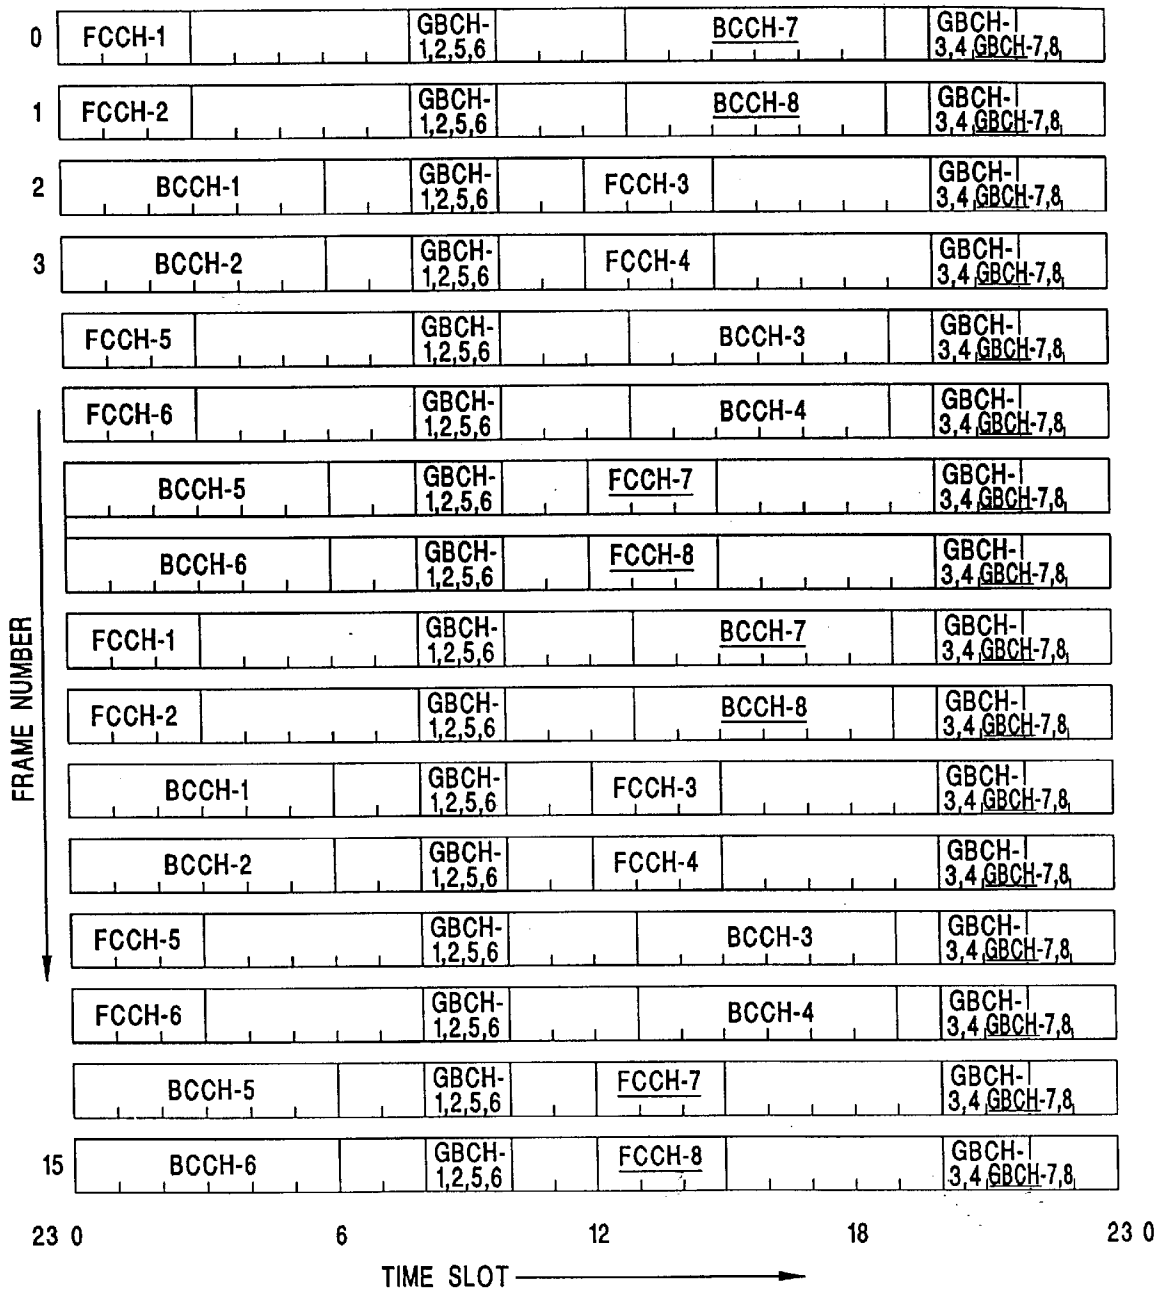 0 FCCH-1 GBCH- 1,2,5,6 BCCH-7 GBCH- 3,4 GBCH-7,8
1 FCCH-2 GBCH- 1,2,5,6 BCCH-8 GBCH- 3,4 GBCH-7,8
2 BCCH-1 GBCH- 1,2,5,6 FCCH-3 GBCH- 3,4 GBCH-7,8
3 BCCH-2 GBCH- 1,2,5,6 FCCH-4 GBCH- 3,4 GBCH-7,8
FCCH-5 GBCH- 1,2,5,6 BCCH-3 GBCH- 3,4 GBCH-7,8
FCCH-6 GBCH- 1,2,5,6 BCCH-4 GBCH- 3,4 GBCH-7,8
BCCH-5 GBCH- 1,2,5,6 FCCH-7 GBCH- 3,4 GBCH-7,8
BCCH-6 GBCH- 1,2,5,6 FCCH-8 GBCH- 3,4 GBCH-7,8
FCCH-1 GBCH- 1,2,5,6 BCCH-7 GBCH- 3,4 GBCH-7,8
FCCH-2 GBCH- 1,2,5,6 BCCH-8 GBCH- 3,4 GBCH-7,8
BCCH-1 GBCH- 1,2,5,6 FCCH-3 GBCH- 3,4 GBCH-7,8
BCCH-2 GBCH- 1,2,5,6 FCCH-4 GBCH- 3,4 GBCH-7,8
FCCH-5 GBCH- 1,2,5,6 BCCH-3 GBCH- 3,4 GBCH-7,8
FCCH-6 GBCH- 1,2,5,6 BCCH-4 GBCH- 3,4 GBCH-7,8
BCCH-5 GBCH- 1,2,5,6 FCCH-7 GBCH- 3,4 GBCH-7,8
15 BCCH-6 GBCH- 1,2,5,6 FCCH-8 GBCH- 3,4 GBCH-7,8
FRAME NUMBER
23 0 6 12 18 23 0
TIME SLOT